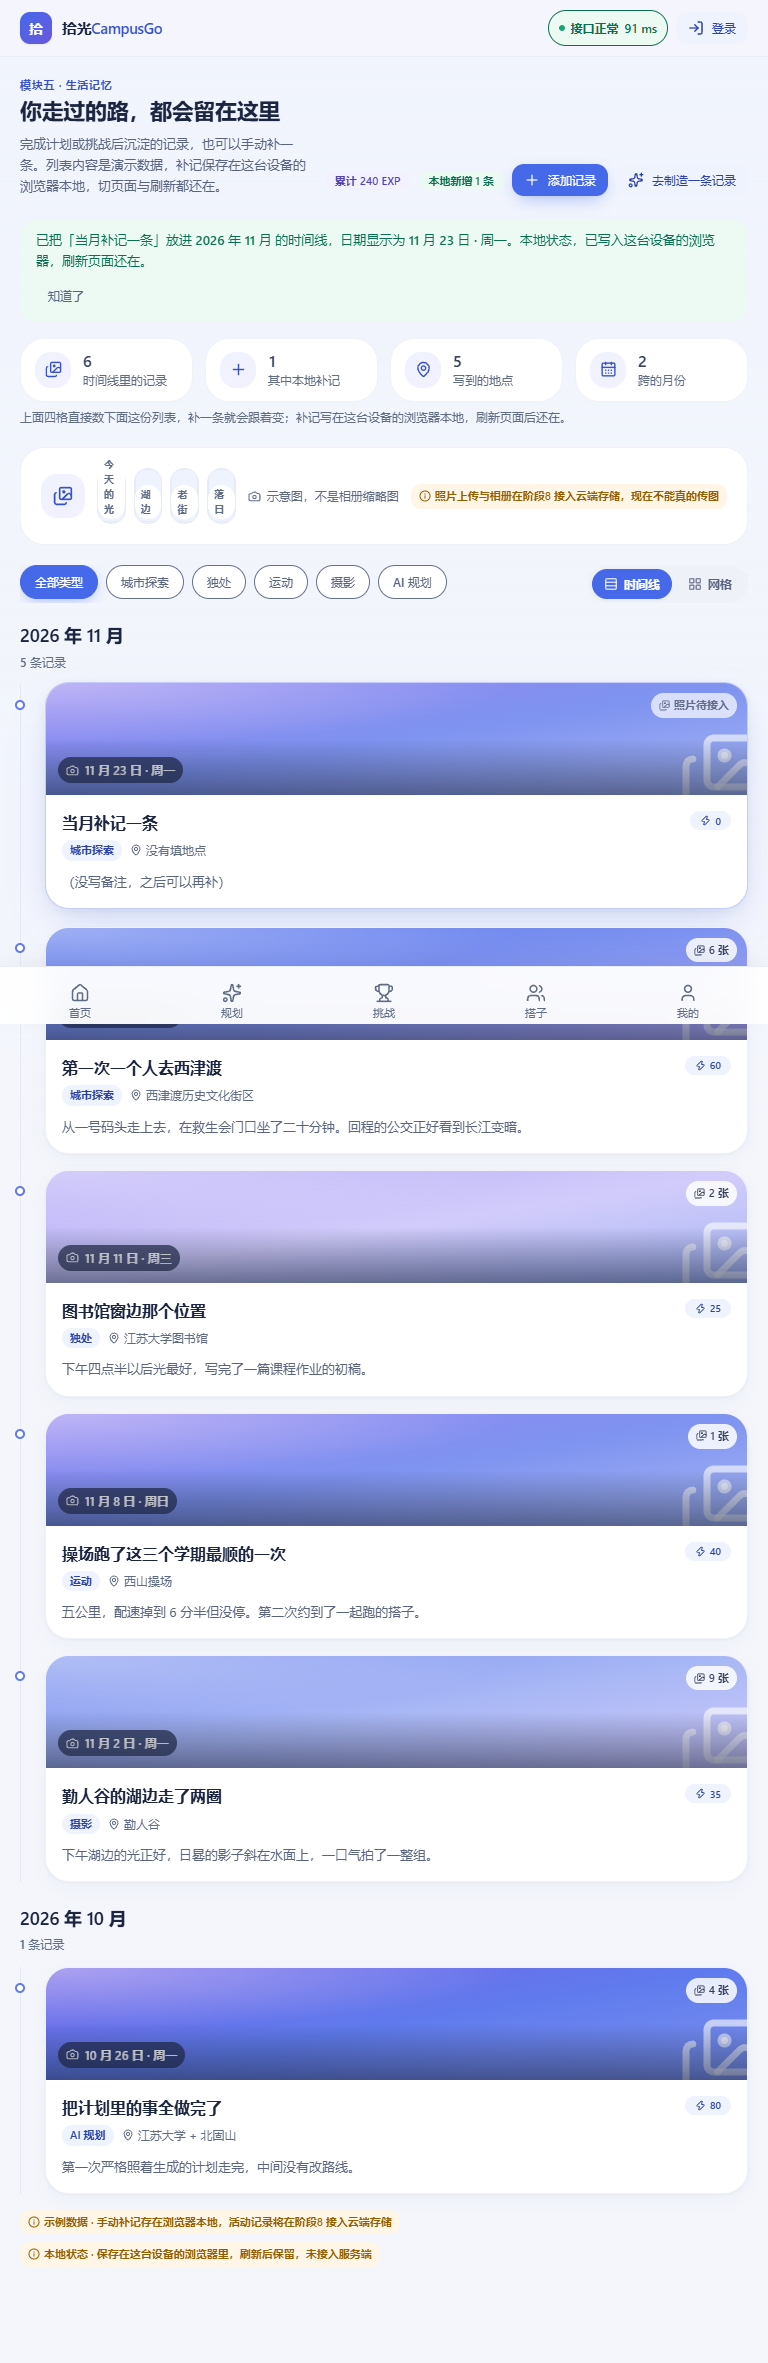 拾 拾光CampusGo
接口正常 91 ms
登录
模块五 · 生活记忆
你走过的路，都会留在这里
完成计划或挑战后沉淀的记录，也可以手动补一
条。列表内容是演示数据，补记保存在这台设备的
浏览器本地，切页面与刷新都还在。
累计 240 EXP
本地新增 1 条
添加记录
去制造一条记录
已把「当月补记一条」放进 2026 年 11 月 的时间线，日期显示为 11 月 23 日 · 周一。本地状态，已写入这台设备的浏览
器，刷新页面还在。
知道了
6
时间线里的记录
1
其中本地补记
5
写到的地点
2
跨的月份
上面四格直接数下面这份列表，补一条就会跟着变；补记写在这台设备的浏览器本地，刷新页面后还在。
今天的光
湖边
老街
落日
示意图，不是相册缩略图
照片上传与相册在阶段8 接入云端存储，现在不能真的传图
全部类型
城市探索
独处
运动
摄影
AI 规划
时间线
网格
2026 年 11 月
5 条记录
照片待接入
11 月 23 日 · 周一
当月补记一条
0
城市探索
没有填地点
（没写备注，之后可以再补）
6 张
首页
规划
挑战
搭子
我的
第一次一个人去西津渡
60
城市探索
西津渡历史文化街区
从一号码头走上去，在救生会门口坐了二十分钟。回程的公交正好看到长江变暗。
2 张
11 月 11 日 · 周三
图书馆窗边那个位置
25
独处
江苏大学图书馆
下午四点半以后光最好，写完了一篇课程作业的初稿。
1 张
11 月 8 日 · 周日
操场跑了这三个学期最顺的一次
40
运动
西山操场
五公里，配速掉到 6 分半但没停。第二次约到了一起跑的搭子。
9 张
11 月 2 日 · 周一
勤人谷的湖边走了两圈
35
摄影
勤人谷
下午湖边的光正好，日晷的影子斜在水面上，一口气拍了一整组。
2026 年 10 月
1 条记录
4 张
10 月 26 日 · 周一
把计划里的事全做完了
80
AI 规划
江苏大学 + 北固山
第一次严格照着生成的计划走完，中间没有改路线。
示例数据 · 手动补记存在浏览器本地，活动记录将在阶段8 接入云端存储
本地状态 · 保存在这台设备的浏览器里，刷新后保留，未接入服务端